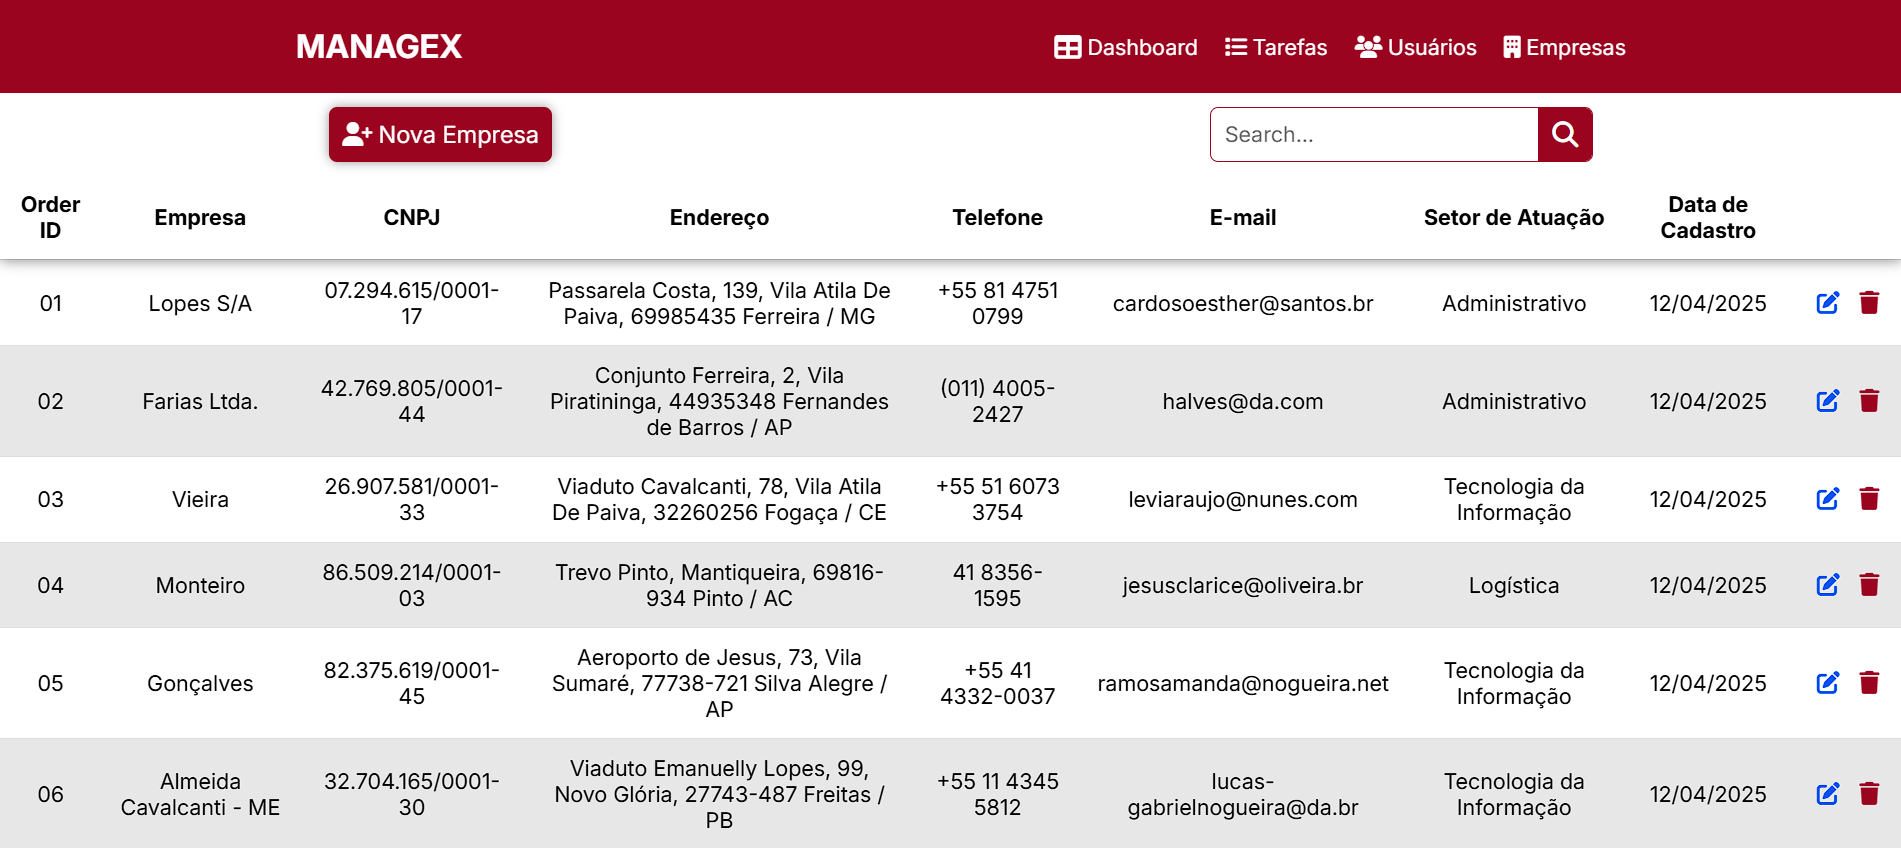 MANAGEX
Dashboard
Tarefas
Usuários
Empresas
Nova Empresa
Search...
Order
ID
Empresa
CNPJ
Endereço
Telefone
E-mail
Setor de Atuação
Data de
Cadastro
01
Lopes S/A
07.294.615/0001-
17
Passarela Costa, 139, Vila Atila De
Paiva, 69985435 Ferreira / MG
+55 81 4751
0799
cardosoesther@santos.br
Administrativo
12/04/2025
02
Farias Ltda.
42.769.805/0001-
44
Conjunto Ferreira, 2, Vila
Piratininga, 44935348 Fernandes
de Barros / AP
(011) 4005-
2427
halves@da.com
Administrativo
12/04/2025
03
Vieira
26.907.581/0001-
33
Viaduto Cavalcanti, 78, Vila Atila
De Paiva, 32260256 Fogaça / CE
+55 51 6073
3754
leviaraujo@nunes.com
Tecnologia da
Informação
12/04/2025
04
Monteiro
86.509.214/0001-
03
Trevo Pinto, Mantiqueira, 69816-
934 Pinto / AC
41 8356-
1595
jesusclarice@oliveira.br
Logística
12/04/2025
05
Gonçalves
82.375.619/0001-
45
Aeroporto de Jesus, 73, Vila
Sumaré, 77738-721 Silva Alegre /
AP
+55 41
4332-0037
ramosamanda@nogueira.net
Tecnologia da
Informação
12/04/2025
06
Almeida
Cavalcanti - ME
32.704.165/0001-
30
Viaduto Emanuelly Lopes, 99,
Novo Glória, 27743-487 Freitas /
PB
+55 11 4345
5812
lucas-
gabrielnogueira@da.br
Tecnologia da
Informação
12/04/2025